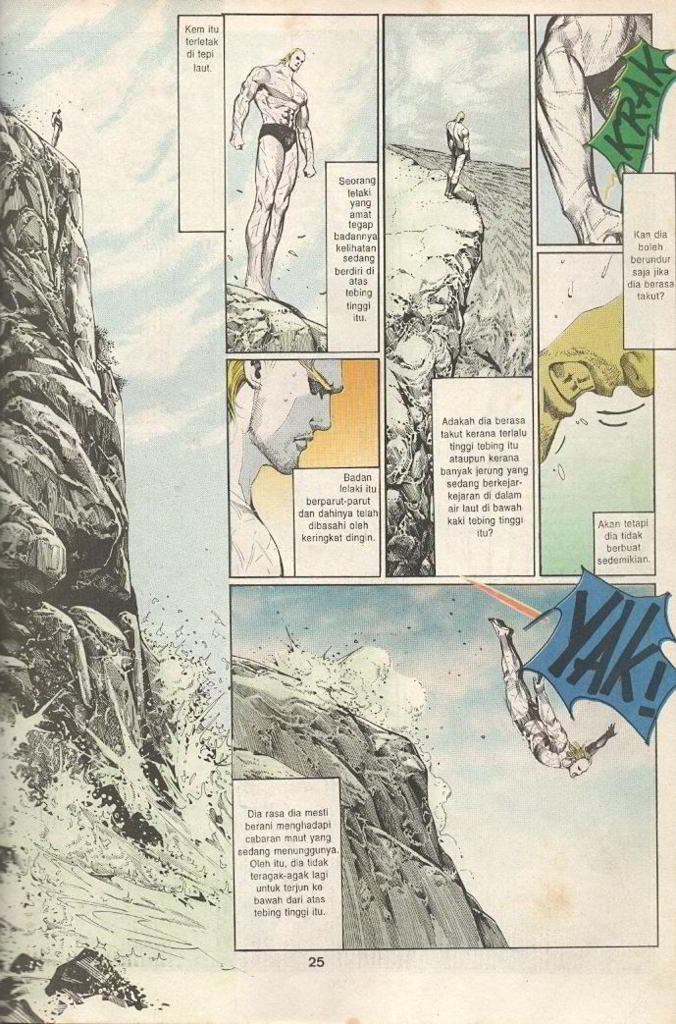 Kem itu
terletak
di tepi
laut.
Seorang
lelaki
yang
amat
tegap
badannya
kelihatan
sedang
berdiri di
atas
tebing
itu.
Badan
lelaki itu
berparut-parut
dan dahinya telah
dibasahi oleh
keringkat dingin.
Adakah dia berasa
takut kerana terlalu
tinggi tebing itu
ataupun kerana
banyak jerung yang
sedang berkejar-
kejaran di dalam
air laut di bawah
kaki tebing tinggi
itu?
KRAK
Kan dia
boleh
berundur
saja jika
dia berasa
takut?
Akan tetapi
dia tidak
berbuat
sedemikian.
YAK!
Dia rasa dia mesti
berani menghadapi
cabaran maut yang
sedang menunggunya.
Oleh itu, dia tidak
teragak-agak lagi
untuk terjun ke
bawah dari atas
tebing tinggi itu.
25